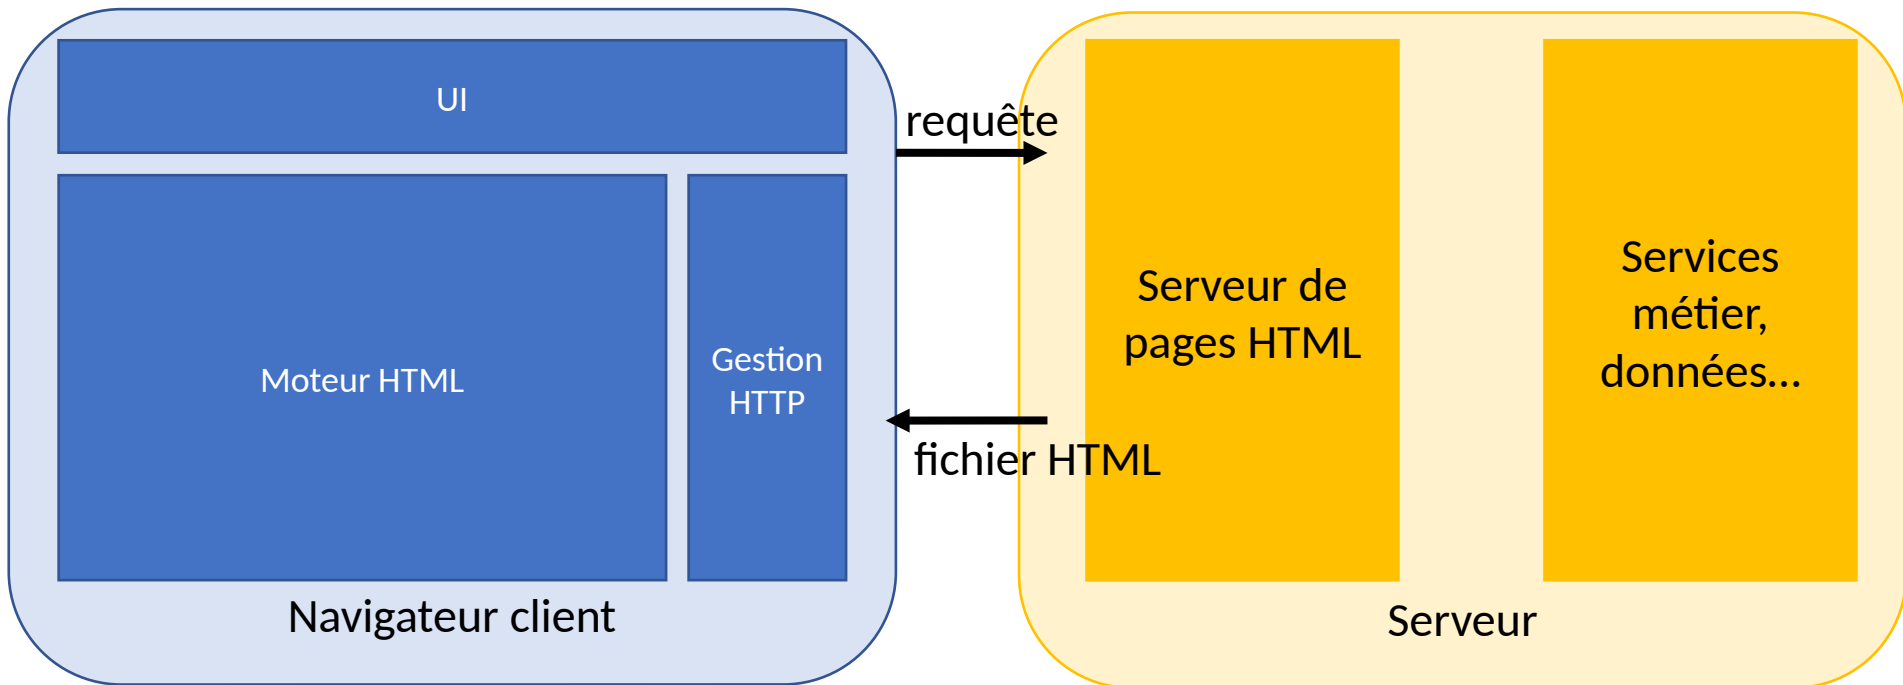 UI
Moteur HTML
Gestion
HTTP
Navigateur client
requête
fichier HTML
Serveur de
pages HTML
Services
métier,
données...
Serveur